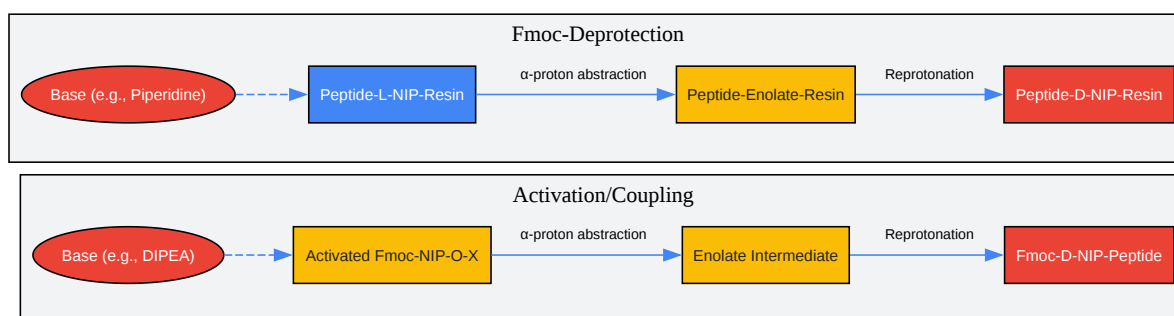 Fmoc-Deprotection
Base (e.g., Piperidine)
Peptide-L-NIP-Resin
α-proton abstraction
Peptide-Enolate-Resin
Reprotonation
Peptide-D-NIP-Resin
Activation/Coupling
Base (e.g., DIPEA)
Activated Fmoc-NIP-O-X
α-proton abstraction
Enolate Intermediate
Reprotonation
Fmoc-D-NIP-Peptide